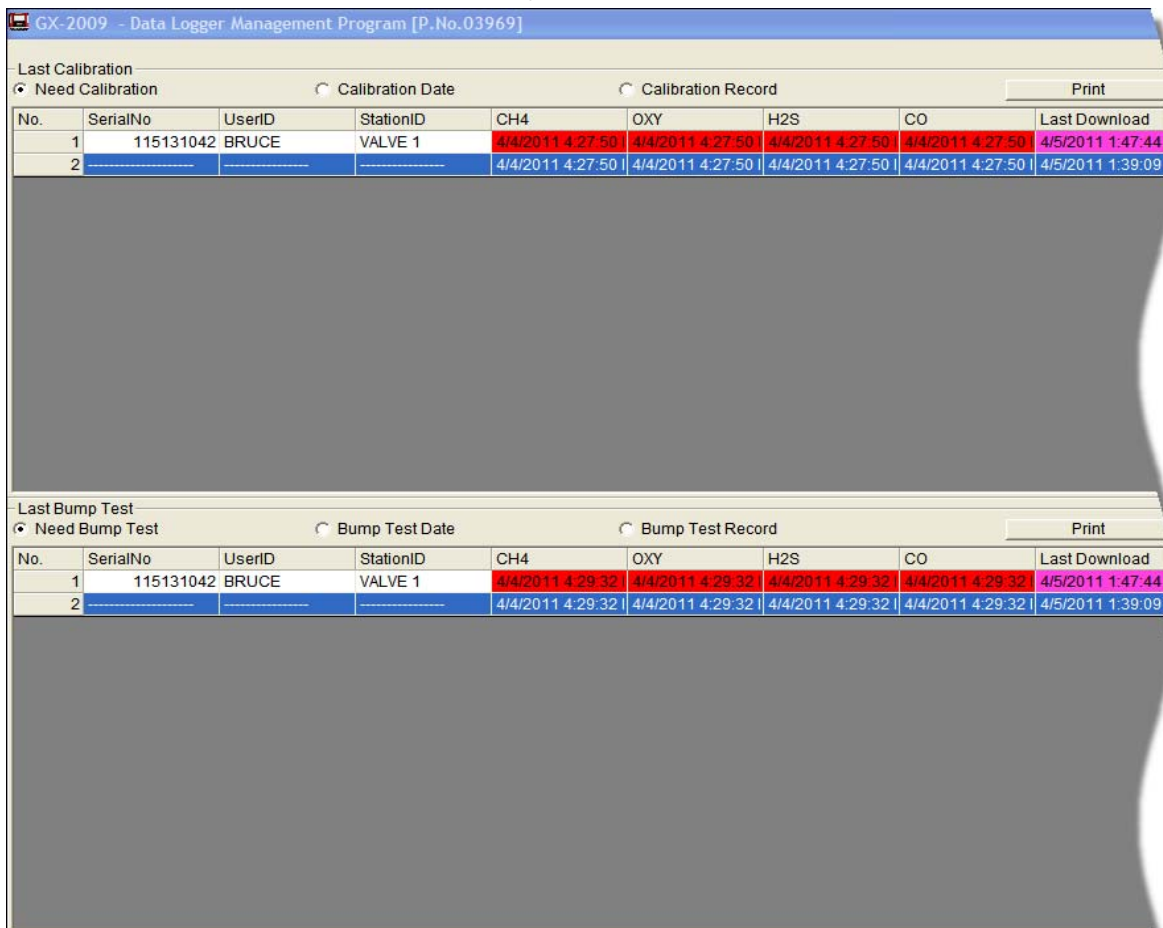 GX-2009 - Data Logger Management Program [P.No.03969]
Last Calibration
Need Calibration Calibration Date Calibration Record Print
No. SerialNo UserID StationID CH4 OXY H2S CO Last Download
1 115131042 BRUCE VALVE 1 4/4/2011 4:27:50 4/4/2011 4:27:50 4/4/2011 4:27:50 4/4/2011 4:27:50 4/5/2011 1:47:44
2 --------------------- ----------------- ---------------- 4/4/2011 4:27:50 4/4/2011 4:27:50 4/4/2011 4:27:50 4/4/2011 4:27:50 4/5/2011 1:39:09
Last Bump Test
Need Bump Test Bump Test Date Bump Test Record Print
No. SerialNo UserID StationID CH4 OXY H2S CO Last Download
1 115131042 BRUCE VALVE 1 4/4/2011 4:29:32 4/4/2011 4:29:32 4/4/2011 4:29:32 4/4/2011 4:29:32 4/5/2011 1:47:44
2 --------------------- ----------------- ---------------- 4/4/2011 4:29:32 4/4/2011 4:29:32 4/4/2011 4:29:32 4/4/2011 4:29:32 4/5/2011 1:39:09